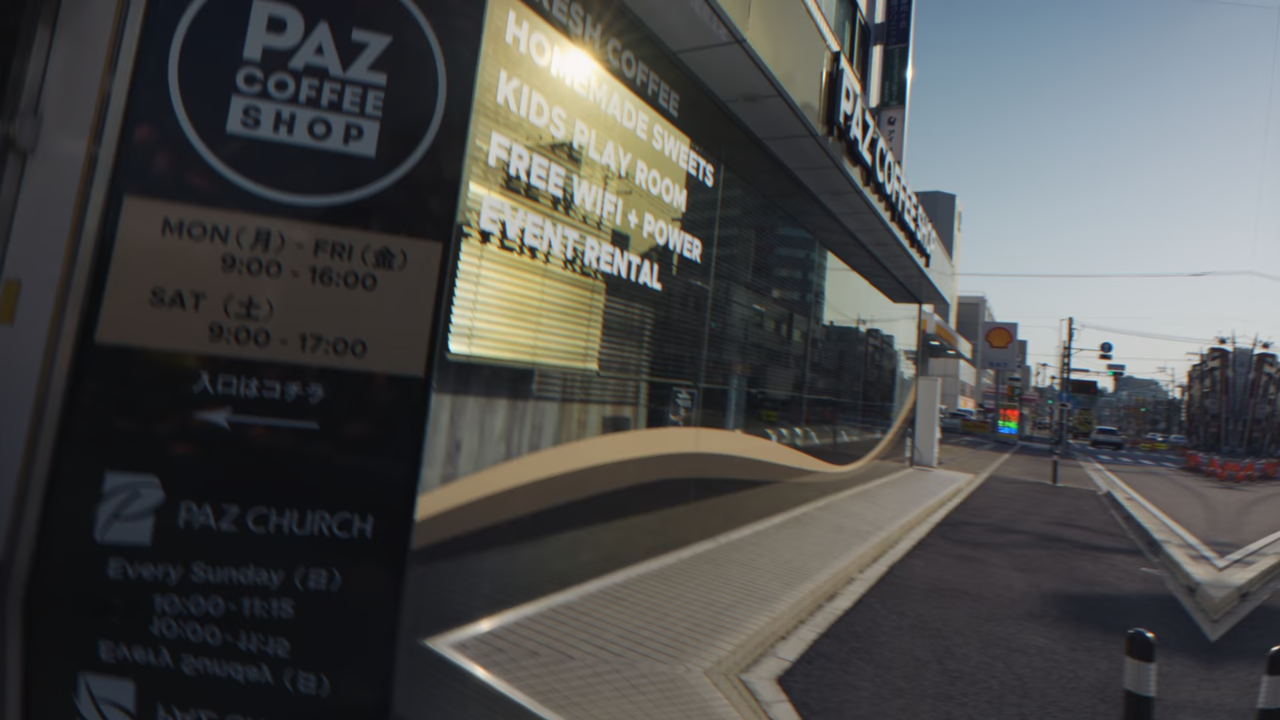 PAZ
COFFEE
SHOP
MON(月) - FRI(金)
9:00 - 16:00
SAT (土)
9:00 - 17:00
入口はコチラ
PAZ CHURCH
Every Sunday (日)
10:00 - 11:15
FRESH COFFEE
HOMEMADE SWEETS
KIDS PLAY ROOM
FREE WIFI + POWER
EVENT RENTAL
PAZ COFFEE SHOP